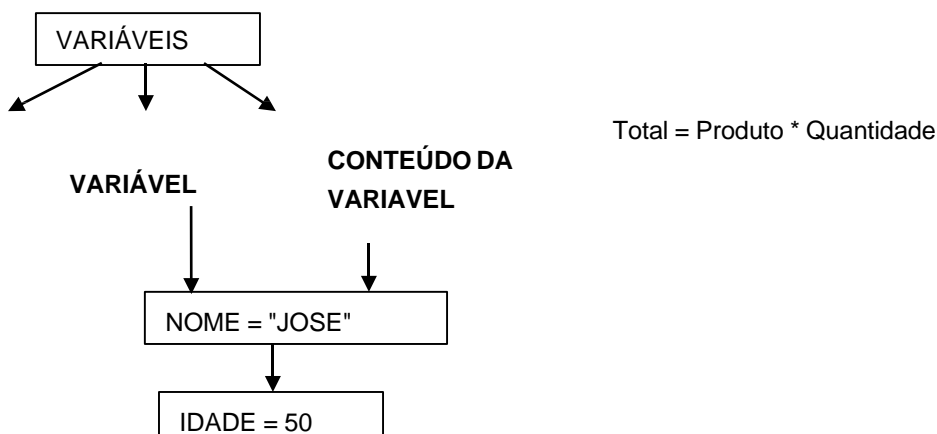 VARIÁVEIS
Total = Produto * Quantidade
VARIÁVEL
CONTEÚDO DA
VARIAVEL
NOME = "JOSE"
IDADE = 50